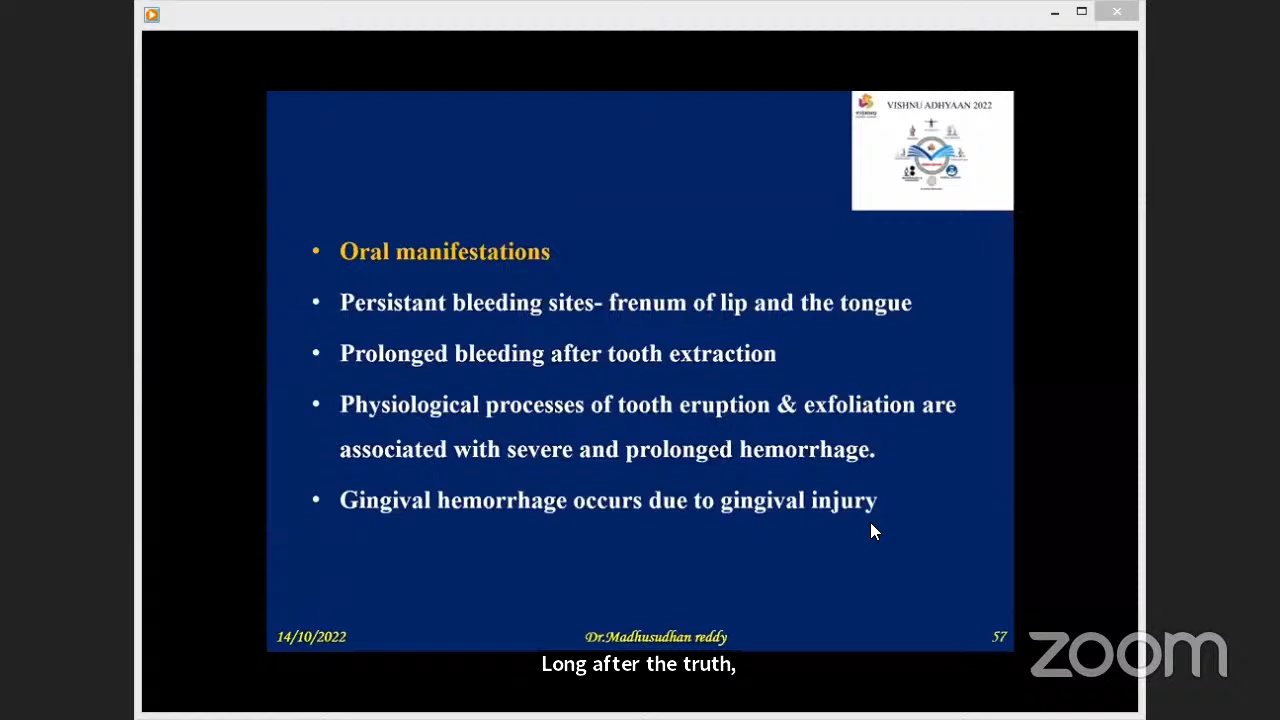 VISHNU ADHYAAN 2022
• Oral manifestations
• Persistant bleeding sites- frenum of lip and the tongue
• Prolonged bleeding after tooth extraction
• Physiological processes of tooth eruption & exfoliation are
associated with severe and prolonged hemorrhage.
• Gingival hemorrhage occurs due to gingival injury
14/10/2022 Dr.Madhusudhan reddy 57
Long after the truth,
zoom